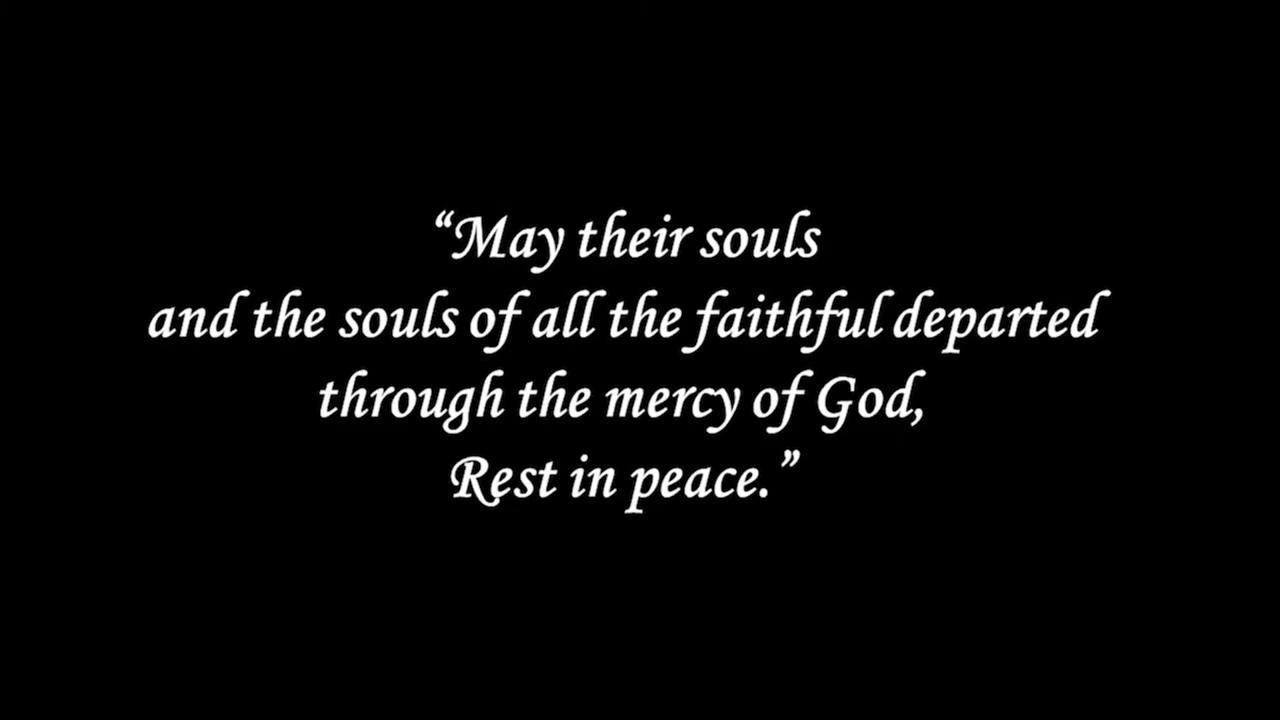 “May their souls
and the souls of all the faithful departed
through the mercy of God,
Rest in peace.”